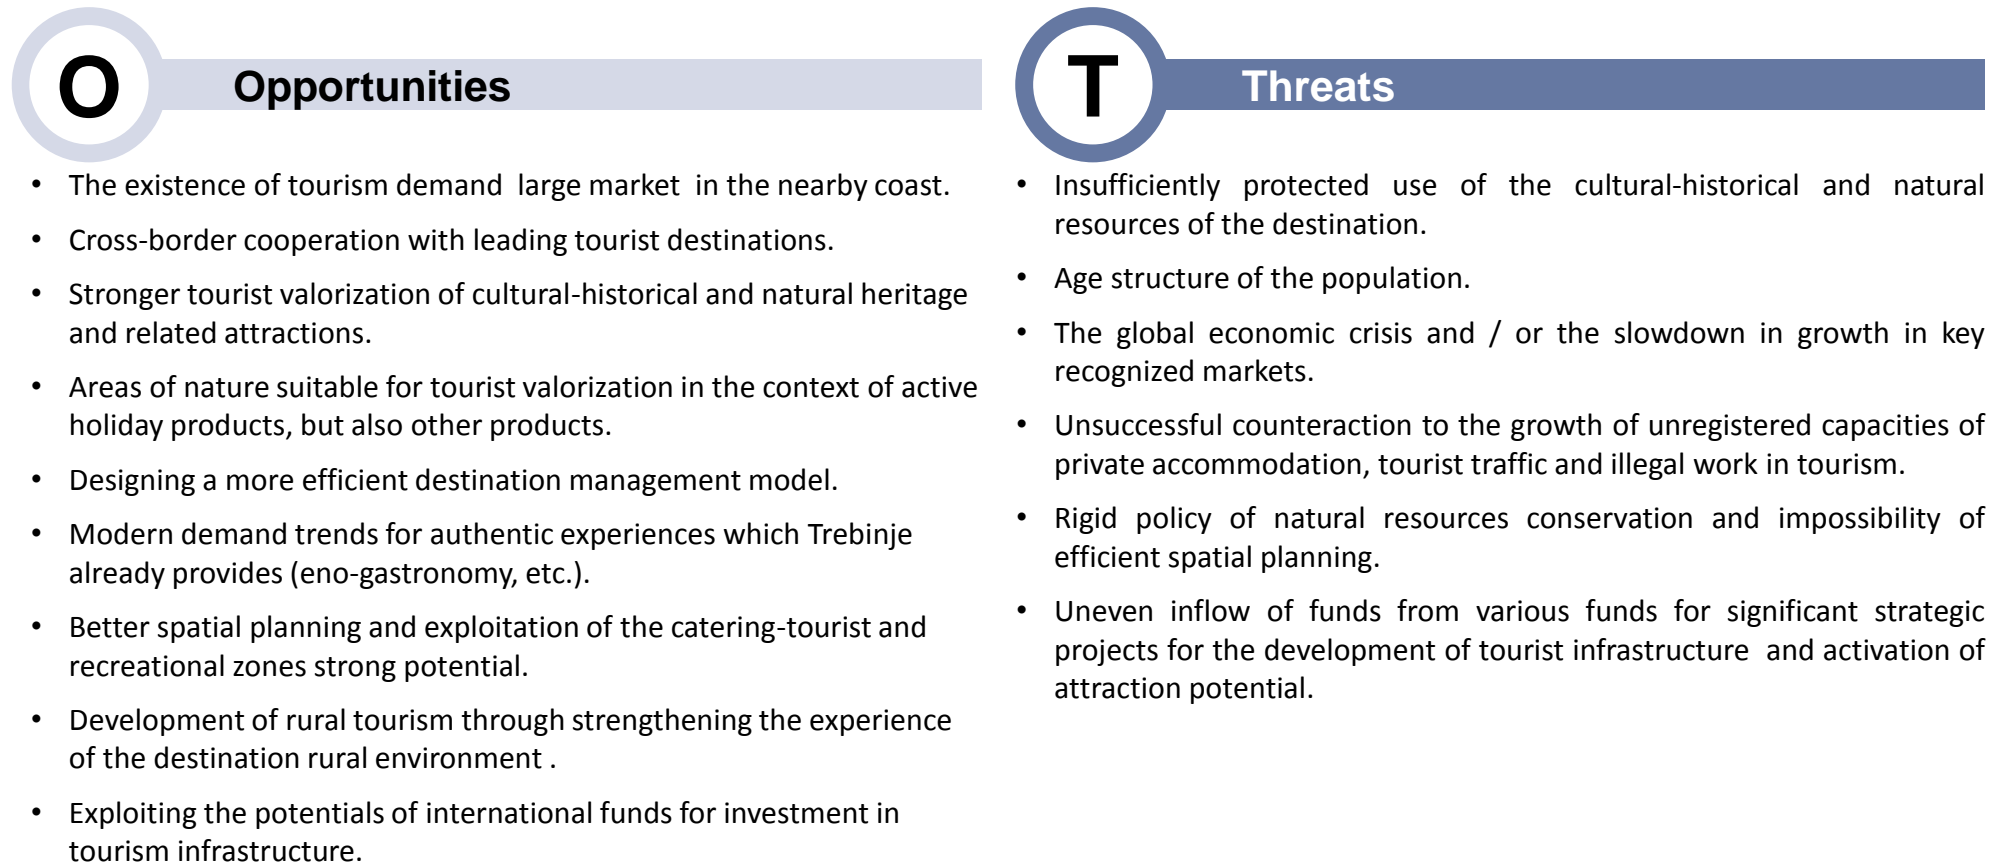 O
Opportunities
• The existence of tourism demand  large market  in the nearby coast.
• Cross-border cooperation with leading tourist destinations.
• Stronger tourist valorization of cultural-historical and natural heritage
and related attractions.
• Areas of nature suitable for tourist valorization in the context of active
holiday products, but also other products.
• Designing a more efficient destination management model.
• Modern demand trends for authentic experiences which Trebinje
already provides (eno-gastronomy, etc.).
• Better spatial planning and exploitation of the catering-tourist and
recreational zones strong potential.
• Development of rural tourism through strengthening the experience
of the destination rural environment .
• Exploiting the potentials of international funds for investment in
tourism infrastructure.
T
Threats
• Insufficiently protected use of the cultural-historical and natural
resources of the destination.
• Age structure of the population.
• The global economic crisis and / or the slowdown in growth in key
recognized markets.
• Unsuccessful counteraction to the growth of unregistered capacities of
private accommodation, tourist traffic and illegal work in tourism.
• Rigid policy of natural resources conservation and impossibility of
efficient spatial planning.
• Uneven inflow of funds from various funds for significant strategic
projects for the development of tourist infrastructure  and activation of
attraction potential.